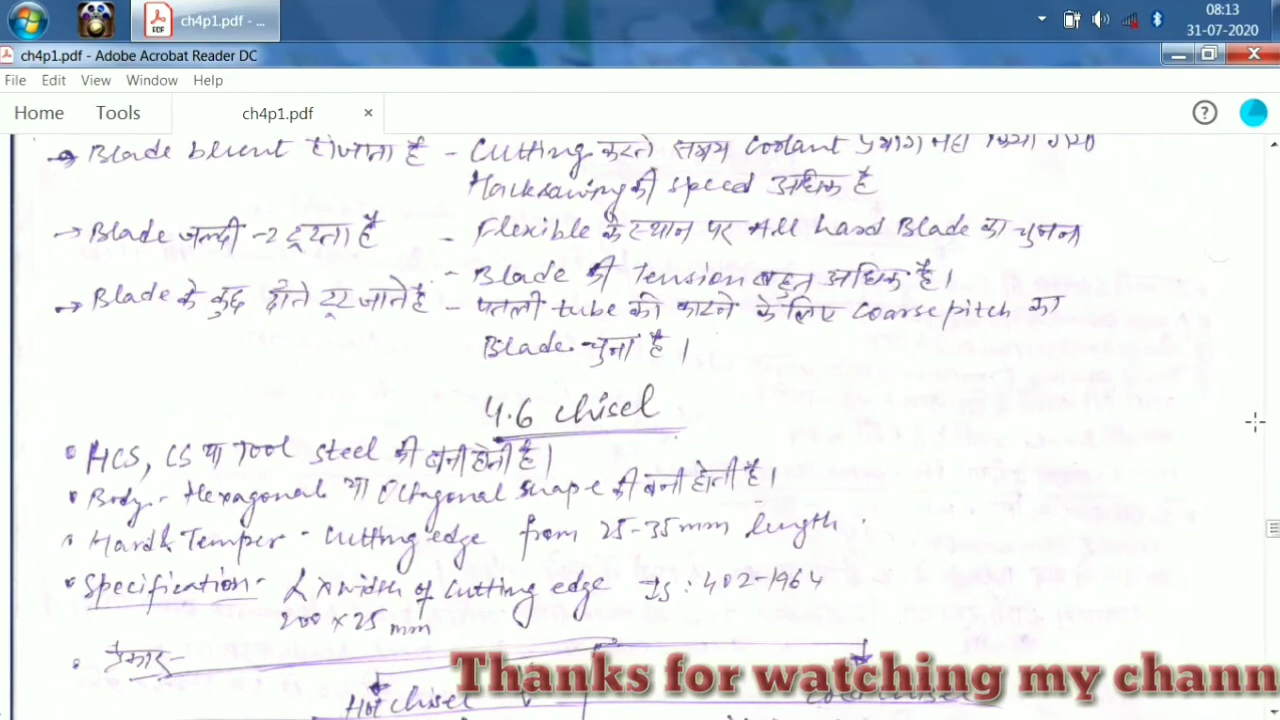 ch4p1.pdf - ...
08:13
31-07-2020
ch4p1.pdf - Adobe Acrobat Reader DC
File Edit View Window Help
Home Tools ch4p1.pdf
→ Blade blunt हो जाता है - Cutting करते समय Coolant
Hacksawing की speed अधिक है
→ Blade जल्दी-२ टूटता है - Flexible के स्थान पर All hard Blade का चुनना
- Blade की Tension बहुत अधिक है।
→ Blade के कुछ दाँते टूट जाते है - पतली tube को काटने के लिए coarse pitch का
Blade चुना है।
4.6 chisel
• HCS, CS या Tool steel की बनी होती है।
• Body - Hexagonal या Octagonal shape की बनी होती है।
• Hard & Temper - Cutting edge from 25-35mm length.
• Specification - L x width of Cutting edge IS : 402-1964
200 x 25 mm
• प्रकार -
Hot chisel
Thanks for watching my chann